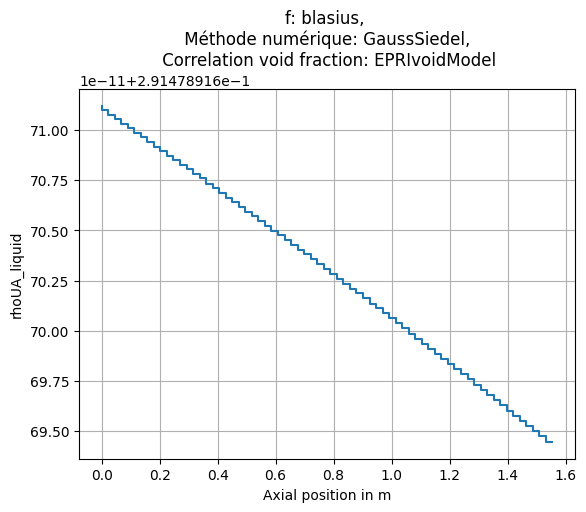 f: blasius,
Méthode numérique: GaussSiedel,
Correlation void fraction: EPRIvoidModel
1e−11+2.91478916e−1
71.00
70.75
70.50
70.25
70.00
69.75
69.50
rhoUA_liquid
0.0 0.2 0.4 0.6 0.8 1.0 1.2 1.4 1.6
Axial position in m